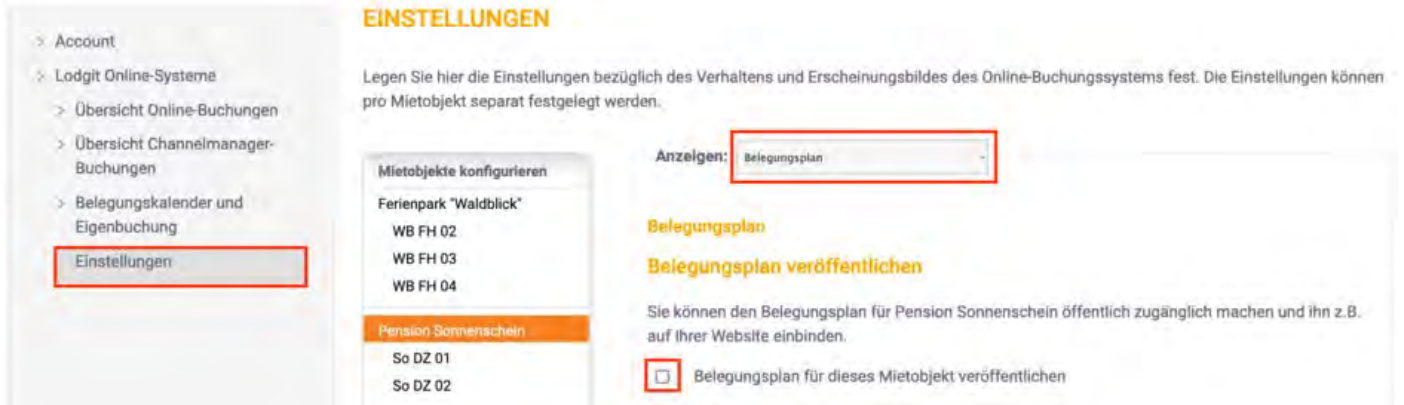 > Account
> Lodgit Online-Systeme
> Übersicht Online-Buchungen
> Übersicht Channelmanager-
Buchungen
> Belegungskalender und
Eigenbuchung
Einstellungen
EINSTELLUNGEN
Legen Sie hier die Einstellungen bezüglich des Verhaltens und Erscheinungsbildes des Online-Buchungssystems fest. Die Einstellungen können
pro Mietobjekt separat festgelegt werden.
Mietobjekte konfigurieren
Ferienpark "Waldblick"
WB FH 02
WB FH 03
WB FH 04
Pension Sonnenschein
So DZ 01
So DZ 02
Anzeigen: Belegungsplan
Belegungsplan
Belegungsplan veröffentlichen
Sie können den Belegungsplan für Pension Sonnenschein öffentlich zugänglich machen und ihn z.B.
auf Ihrer Website einbinden.
Belegungsplan für dieses Mietobjekt veröffentlichen